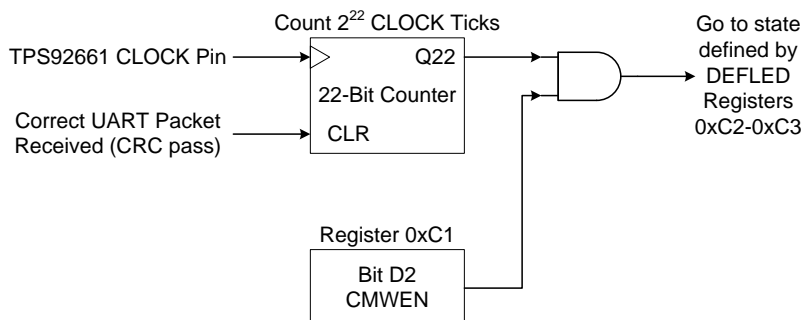 Count 2²² CLOCK Ticks
TPS92661 CLOCK Pin
Q22
22-Bit Counter
Correct UART Packet
Received (CRC pass)
CLR
Go to state
defined by
DEFLED
Registers
0xC2-0xC3
Register 0xC1
Bit D2
CMWEN